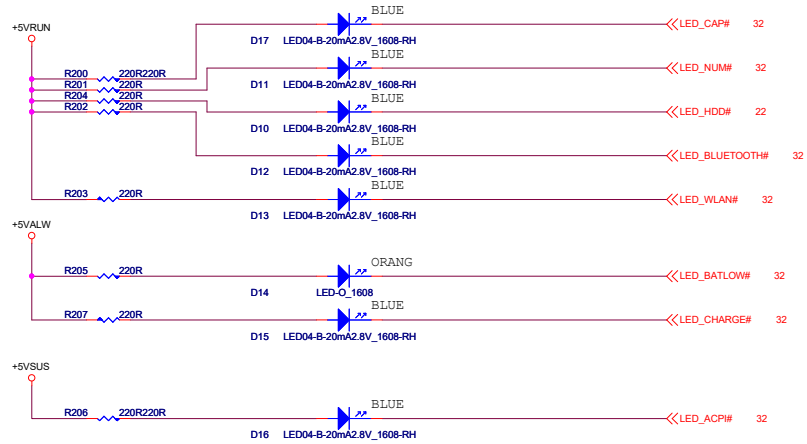 BLUE
+5VRUN
LED_CAP# 32
D17 LED04-B-20mA2.8V_1608-RH
BLUE
R200 220R220R
LED_NUM# 32
R201 220R
D11 LED04-B-20mA2.8V_1608-RH
R204 220R
BLUE
R202 220R
LED_HDD# 22
D10 LED04-B-20mA2.8V_1608-RH
BLUE
LED_BLUETOOTH# 32
D12 LED04-B-20mA2.8V_1608-RH
BLUE
R203 220R
LED_WLAN# 32
D13 LED04-B-20mA2.8V_1608-RH
+5VALW
ORANG
R205 220R
LED_BATLOW# 32
D14 LED-O_1608
BLUE
R207 220R
LED_CHARGE# 32
D15 LED04-B-20mA2.8V_1608-RH
+5VSUS
BLUE
R206 220R220R
LED_ACPI# 32
D16 LED04-B-20mA2.8V_1608-RH